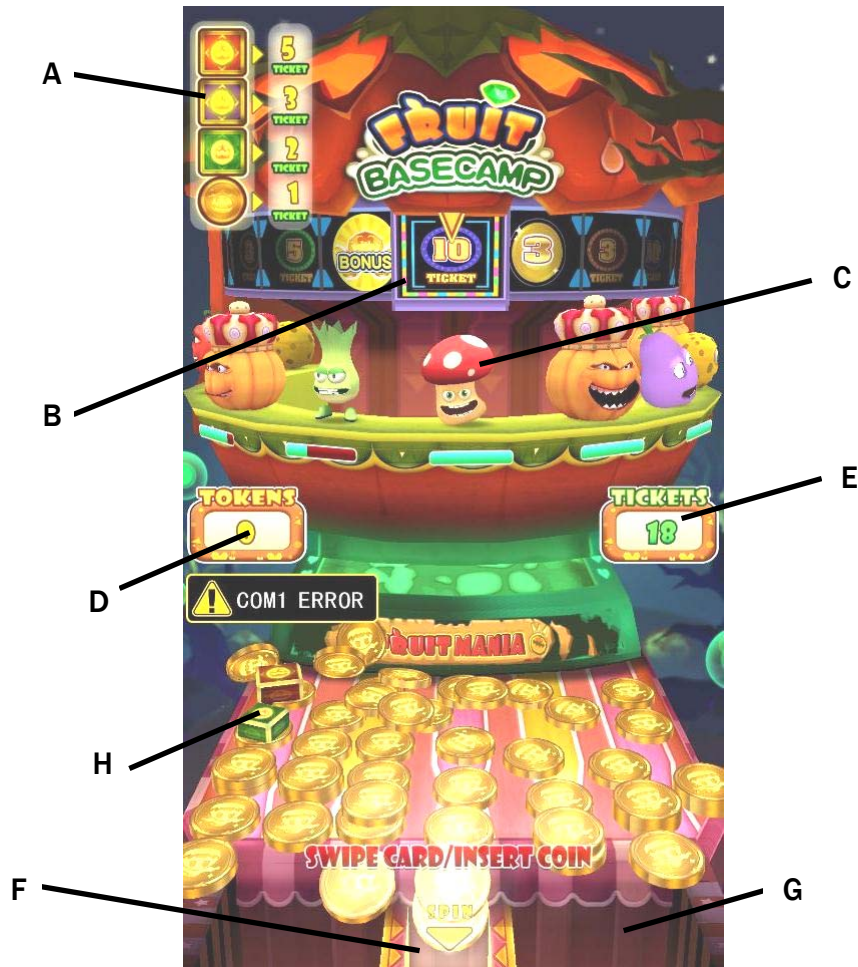 A
5
TICKET
3
TICKET
2
TICKET
1
TICKET
FRUIT
BASECAMP
5
TICKET
BONUS
10
TICKET
3
3
TICKET
C
B
E
TOKENS
0
TICKETS
18
D
COM1 ERROR
FRUIT MANIA
H
SWIPE CARD/INSERT COIN
F
SPIN
G